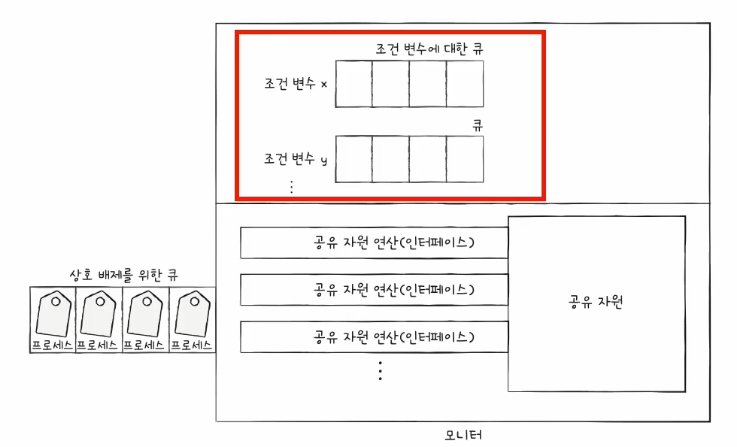 조건 변수에 대한 큐
조건 변수 x
큐
조건 변수 y
⋮
공유 자원 연산(인터페이스)
상호 배제를 위한 큐
공유 자원 연산(인터페이스)
공유 자원
프로세스 프로세스 프로세스 프로세스
공유 자원 연산(인터페이스)
⋮
모니터